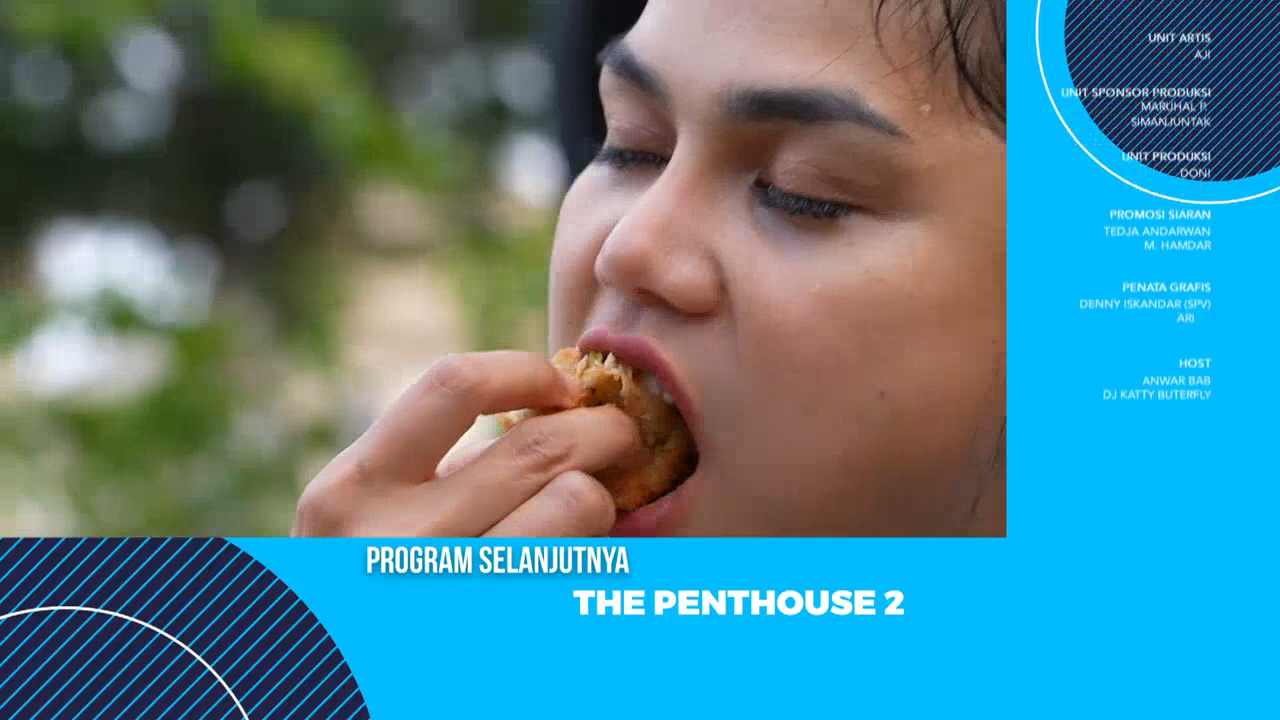 UNIT ARTIS
AJI
UNIT SPONSOR PRODUKSI
MARUHAL P.
SIMANJUNTAK
UNIT PRODUKSI
DONI
PROMOSI SIARAN
TEDJA ANDARWAN
M. HAMDAR
PENATA GRAFIS
DENNY ISKANDAR (SPV)
ARI
HOST
ANWAR BAB
DJ KATTY BUTERFLY
PROGRAM SELANJUTNYA
THE PENTHOUSE 2